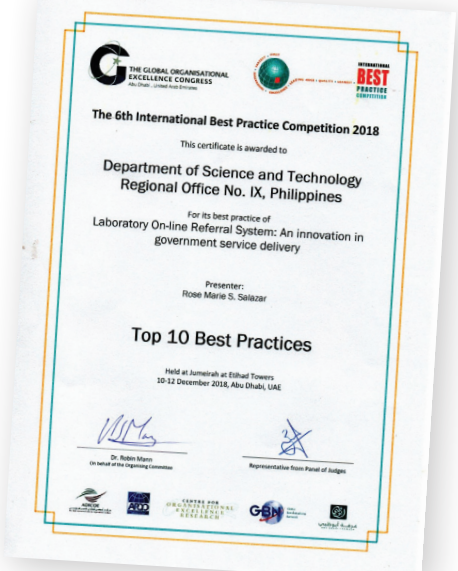 THE GLOBAL ORGANISATIONAL
EXCELLENCE CONGRESS
Abu Dhabi, United Arab Emirates
INTERNATIONAL
BEST
PRACTICE
COMPETITION
The 6th International Best Practice Competition 2018
This certificate is awarded to
Department of Science and Technology
Regional Office No. IX, Philippines
For its best practice of
Laboratory On-line Referral System: An innovation in
government service delivery
Presenter:
Rose Marie S. Salazar
Top 10 Best Practices
Held at Jumeirah at Etihad Towers
10-12 December 2018, Abu Dhabi, UAE
Dr. Robin Mann
On behalf of the Organising Committee
Representative from Panel of Judges
APO
CENTRE FOR
ORGANISATIONAL
EXCELLENCE
RESEARCH
GBN